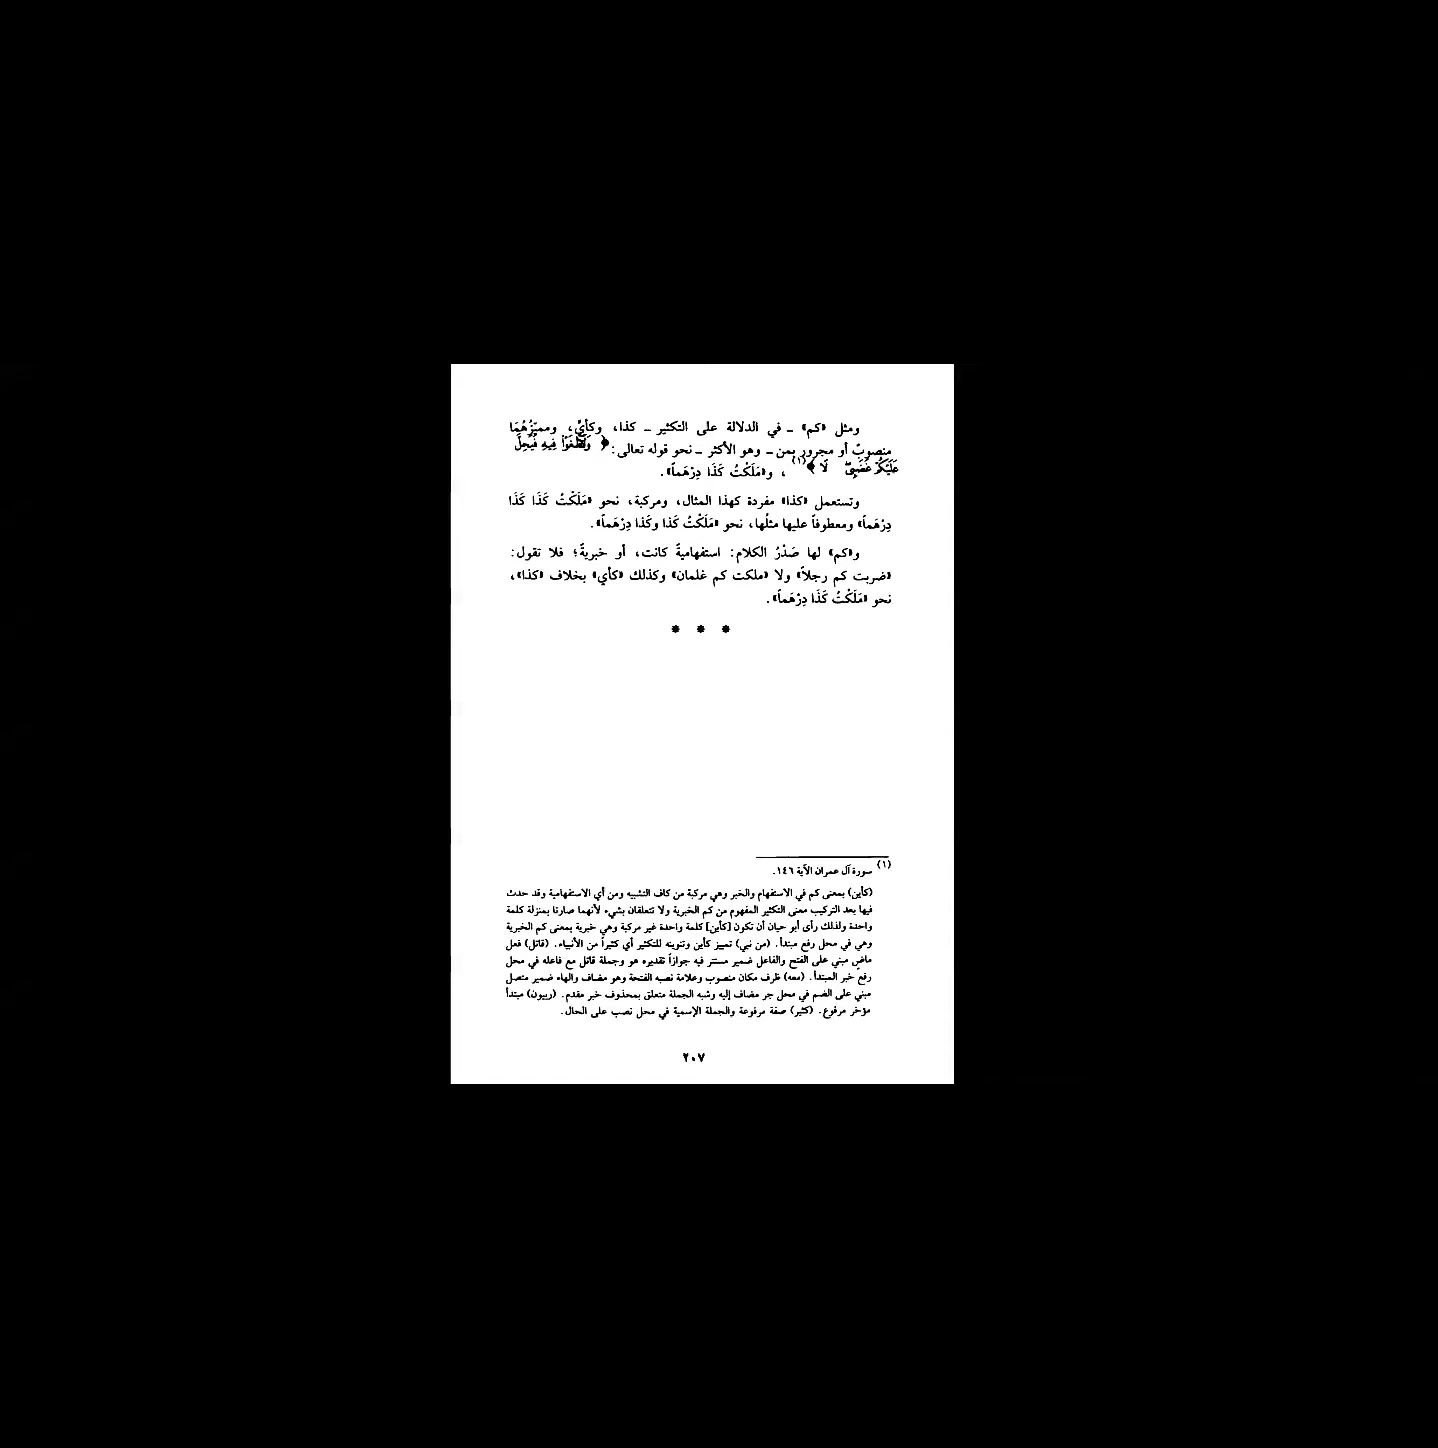 ومثل «كم» ـ في الدلالة على التكثير ـ كذا، وكأيٍّ، ومميّزُهُمَا
منصوبٌ أو مجرور بمن ـ وهو الأكثر ـ نحو قوله تعالى: ﴿ وَلَا تَطْغَوْا فِيهِ فَيَحِلَّ
عَلَيْكُمْ غَضَبِي ۖ لَا ﴾(١)، و«مَلَكْتُ كَذَا دِرْهَماً».
وتستعمل «كذا» مفردة كهذا المثال، ومركبة، نحو «مَلَكْتُ كَذَا كَذَا
دِرْهَماً» ومعطوفاً عليها مثلُها، نحو «مَلَكْتُ كَذا وكَذا دِرْهَماً».
و«كم» لها صَدْرُ الكلام: استفهاميةً كانت، أو خبريةً؛ فلا تقول:
«ضربت كم رجلاً» ولا «ملكت كم غلمان» وكذلك «كأي» بخلاف «كذا»،
نحو «مَلَكْتُ كَذَا دِرْهَماً».
* * *
(١) سورة آل عمران الآية ١٤٦.
(كأين) بمعنى كم في الاستفهام والخبر وهي مركبة من كاف التشبيه ومن أي الاستفهامية وقد حدث
فيها بعد التركيب معنى التكثير المفهوم من كم الخبرية ولا تتعلقان بشيء لأنهما صارتا بمنزلة كلمة
واحدة ولذلك رأى أبو حيان أن تكون [كأين] كلمة واحدة غير مركبة وهي خبرية بمعنى كم الخبرية
وهي في محل رفع مبتدأ. (من نبي) تمييز كأين وتنوينه للتكثير أي كثيراً من الأنبياء. (قاتل) فعل
ماضٍ مبني على الفتح والفاعل ضمير مستتر فيه جوازاً تقديره هو وجملة قاتل مع فاعله في محل
رفع خبر المبتدأ. (معه) ظرف مكان منصوب وعلامة نصبه الفتحة وهو مضاف والهاء ضمير متصل
مبني على الضم في محل جر مضاف إليه وشبه الجملة متعلق بمحذوف خبر مقدم. (ربيون) مبتدأ
مؤخر مرفوع. (كثير) صفة مرفوعة والجملة الإسمية في محل نصب على الحال.
٢٠٧